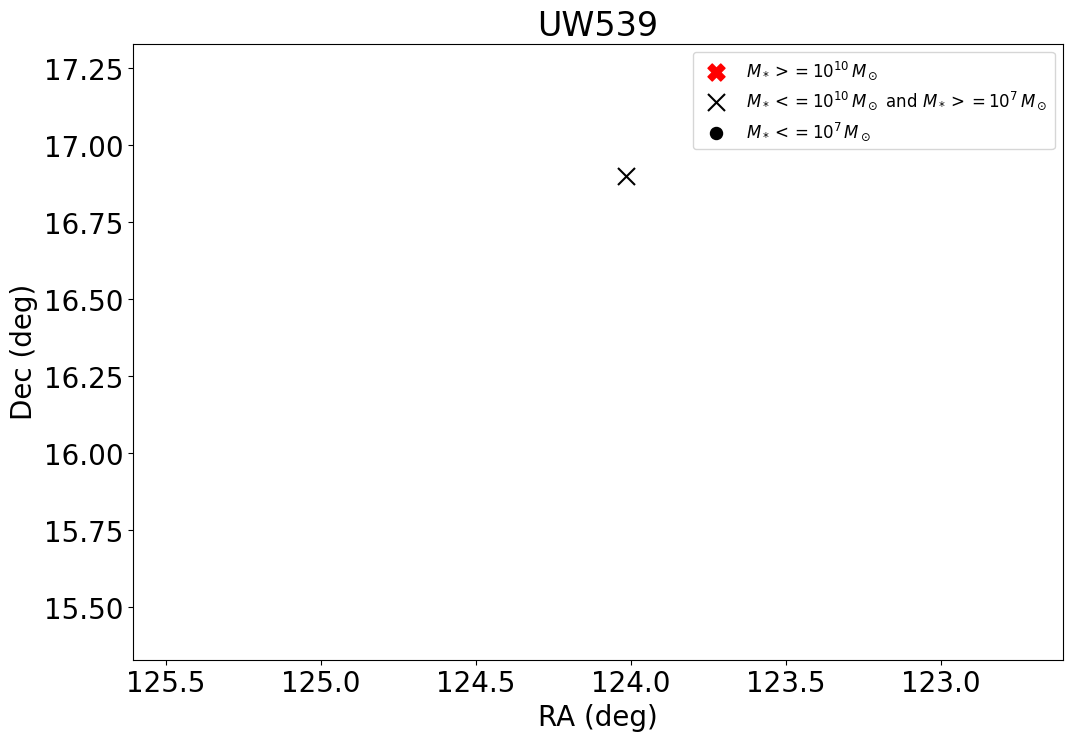 UW539
M* >= 10^10 M⊙
M* <= 10^10 M⊙ and M* >= 10^7 M⊙
M* <= 10^7 M⊙
17.25
17.00
16.75
16.50
16.25
16.00
15.75
15.50
Dec (deg)
125.5 125.0 124.5 124.0 123.5 123.0
RA (deg)